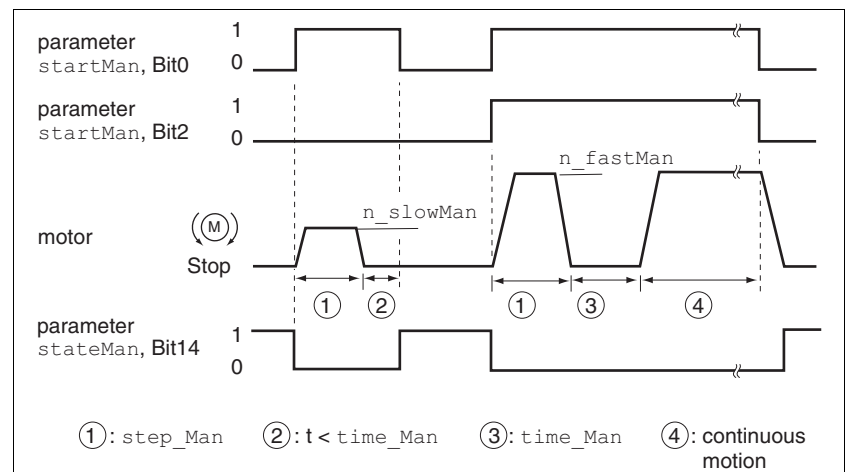 parameter
startMan, Bit0
1
0
parameter
startMan, Bit2
1
0
n_fastMan
n_slowMan
motor
M
Stop
1 2 1 3 4
parameter
stateMan, Bit14
1
0
1: step_Man 2: t < time_Man 3: time_Man 4: continuous
motion